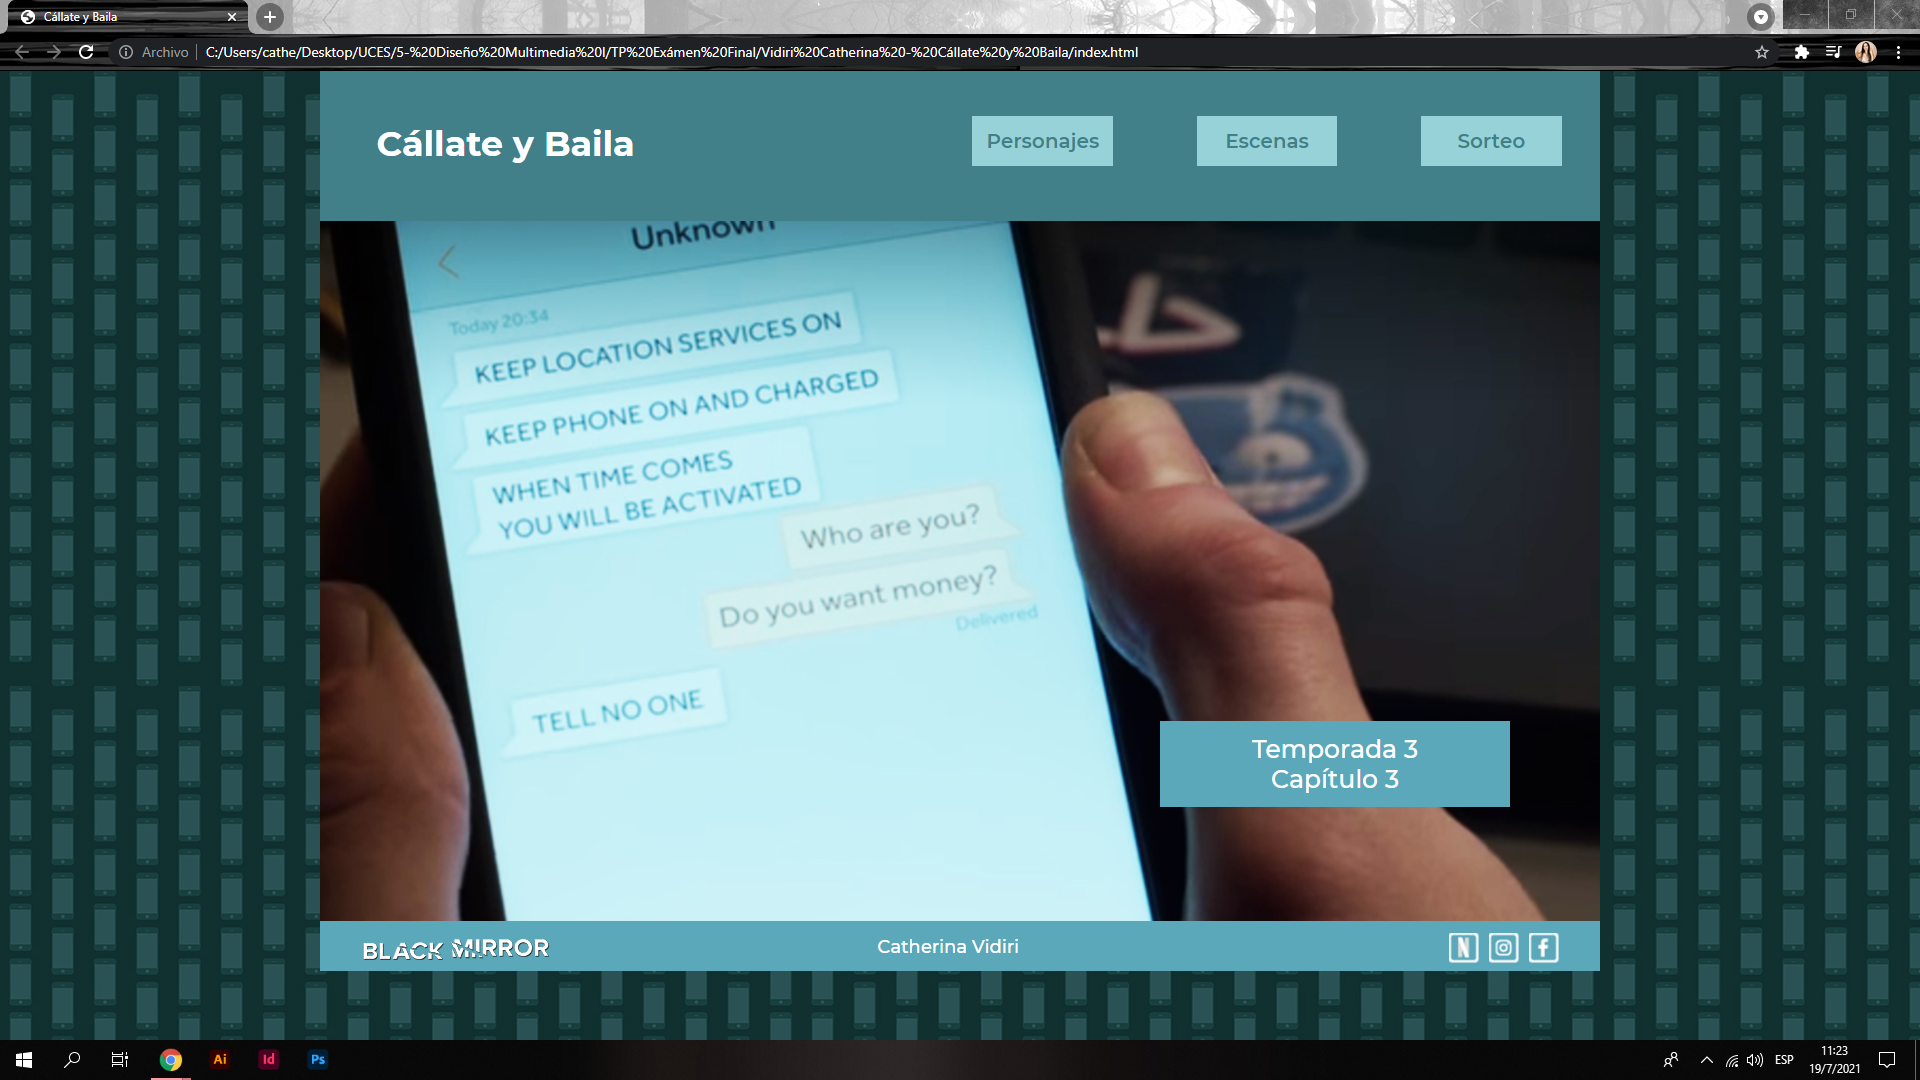 Cállate y Baila
Archivo
C:/Users/cathe/Desktop/UCES/5-%20Diseño%20Multimedia%20I/TP%20Exámen%20Final/Vidiri%20Catherina%20-%20Cállate%20y%20Baila/index.html
Cállate y Baila
Personajes
Escenas
Sorteo
Unknown
Today 20:34
KEEP LOCATION SERVICES ON
KEEP PHONE ON AND CHARGED
WHEN TIME COMES
YOU WILL BE ACTIVATED
Who are you?
Do you want money?
Delivered
TELL NO ONE
Temporada 3
Capítulo 3
BLACK MIRROR
Catherina Vidiri
N
f
Ai
Id
Ps
ESP
11:23
19/7/2021